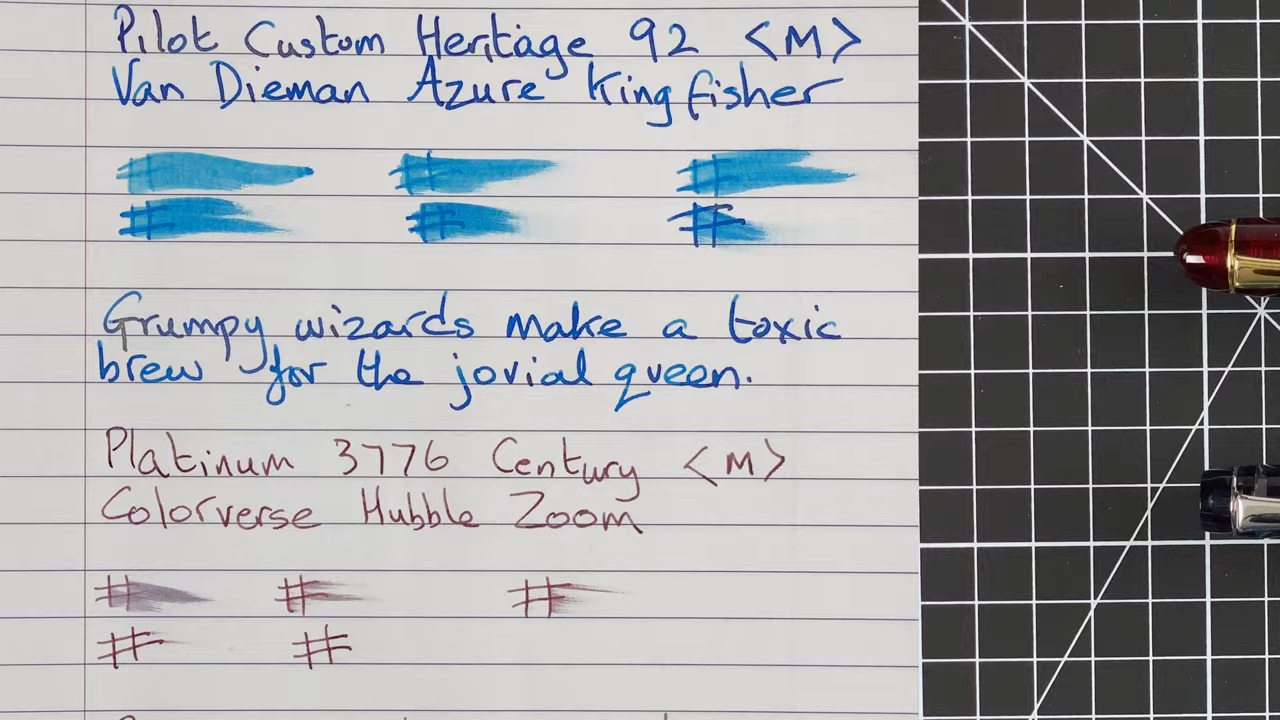 Pilot Custom Heritage 92 <M>
Van Dieman Azure Kingfisher
# # #
# # #
Grumpy wizards make a toxic
brew for the jovial queen.
Platinum 3776 Century <M>
Colorverse Hubble Zoom
# # #
# #